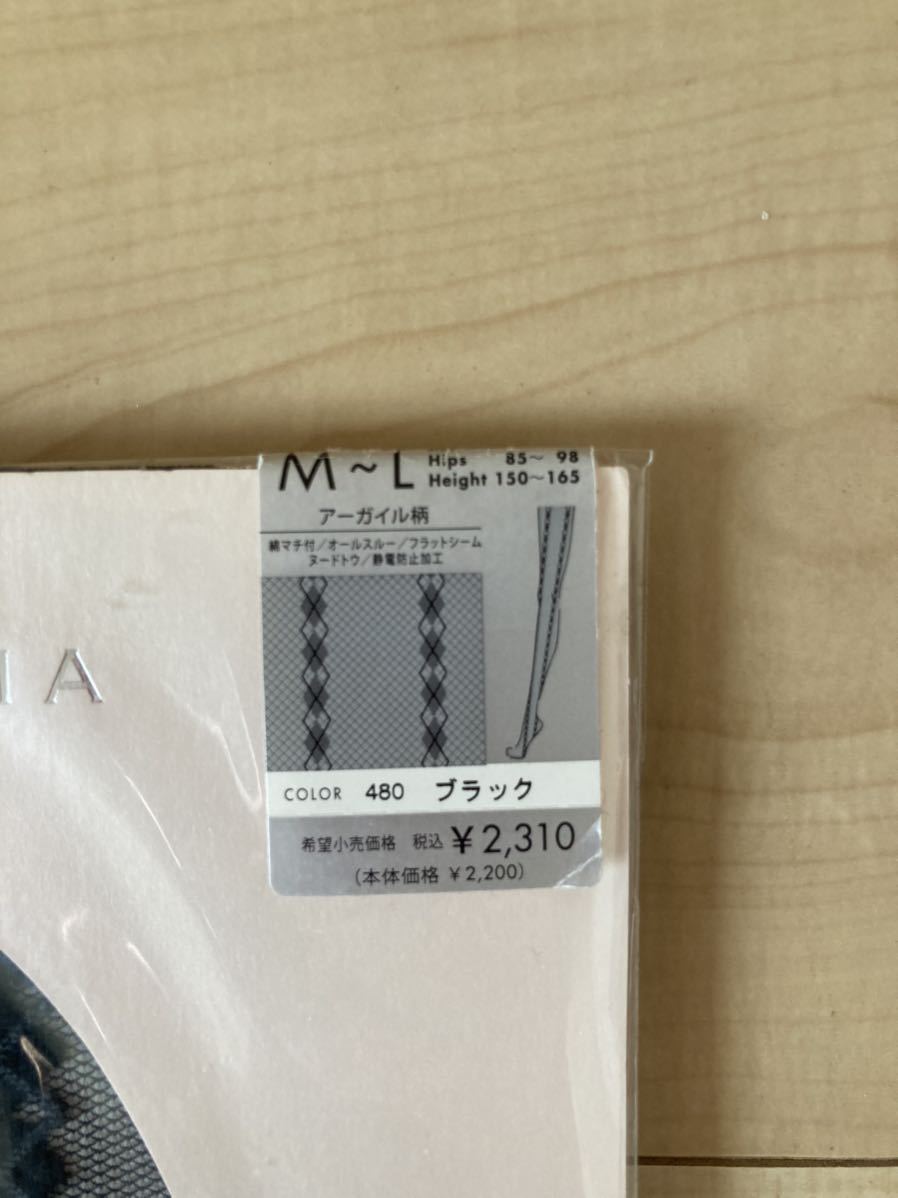 M～L Hips 85～98
Height 150～165
アーガイル柄
綿マチ付／オールスルー／フラットシーム
ヌードトウ／静電防止加工
COLOR 480 ブラック
希望小売価格 税込 ￥2,310
（本体価格 ￥2,200）